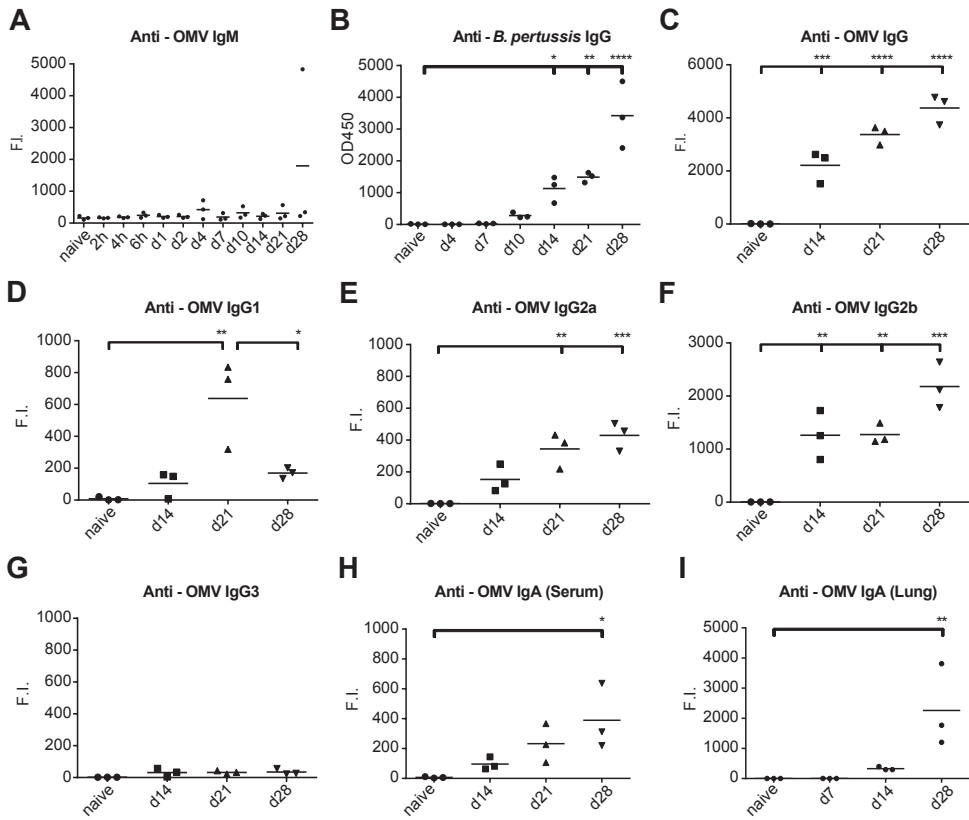 A
Anti - OMV IgM
F.I.
5000
4000
3000
2000
1000
0
naive
2h
4h
6h
d1
d2
d4
d7
d10
d14
d21
d28
B
Anti - B. pertussis IgG
* ** ****
OD450
5000
4000
3000
2000
1000
0
naive
d4
d7
d10
d14
d21
d28
C
Anti - OMV IgG
*** **** ****
F.I.
6000
4000
2000
0
naive
d14
d21
d28
D
Anti - OMV IgG1
** *
F.I.
1000
800
600
400
200
0
naive
d14
d21
d28
E
Anti - OMV IgG2a
** ***
F.I.
1000
800
600
400
200
0
naive
d14
d21
d28
F
Anti - OMV IgG2b
** ** ***
F.I.
3000
2000
1000
0
naive
d14
d21
d28
G
Anti - OMV IgG3
F.I.
1000
800
600
400
200
0
naive
d14
d21
d28
H
Anti - OMV IgA (Serum)
*
F.I.
1000
800
600
400
200
0
naive
d14
d21
d28
I
Anti - OMV IgA (Lung)
**
F.I.
5000
4000
3000
2000
1000
0
naive
d7
d14
d28